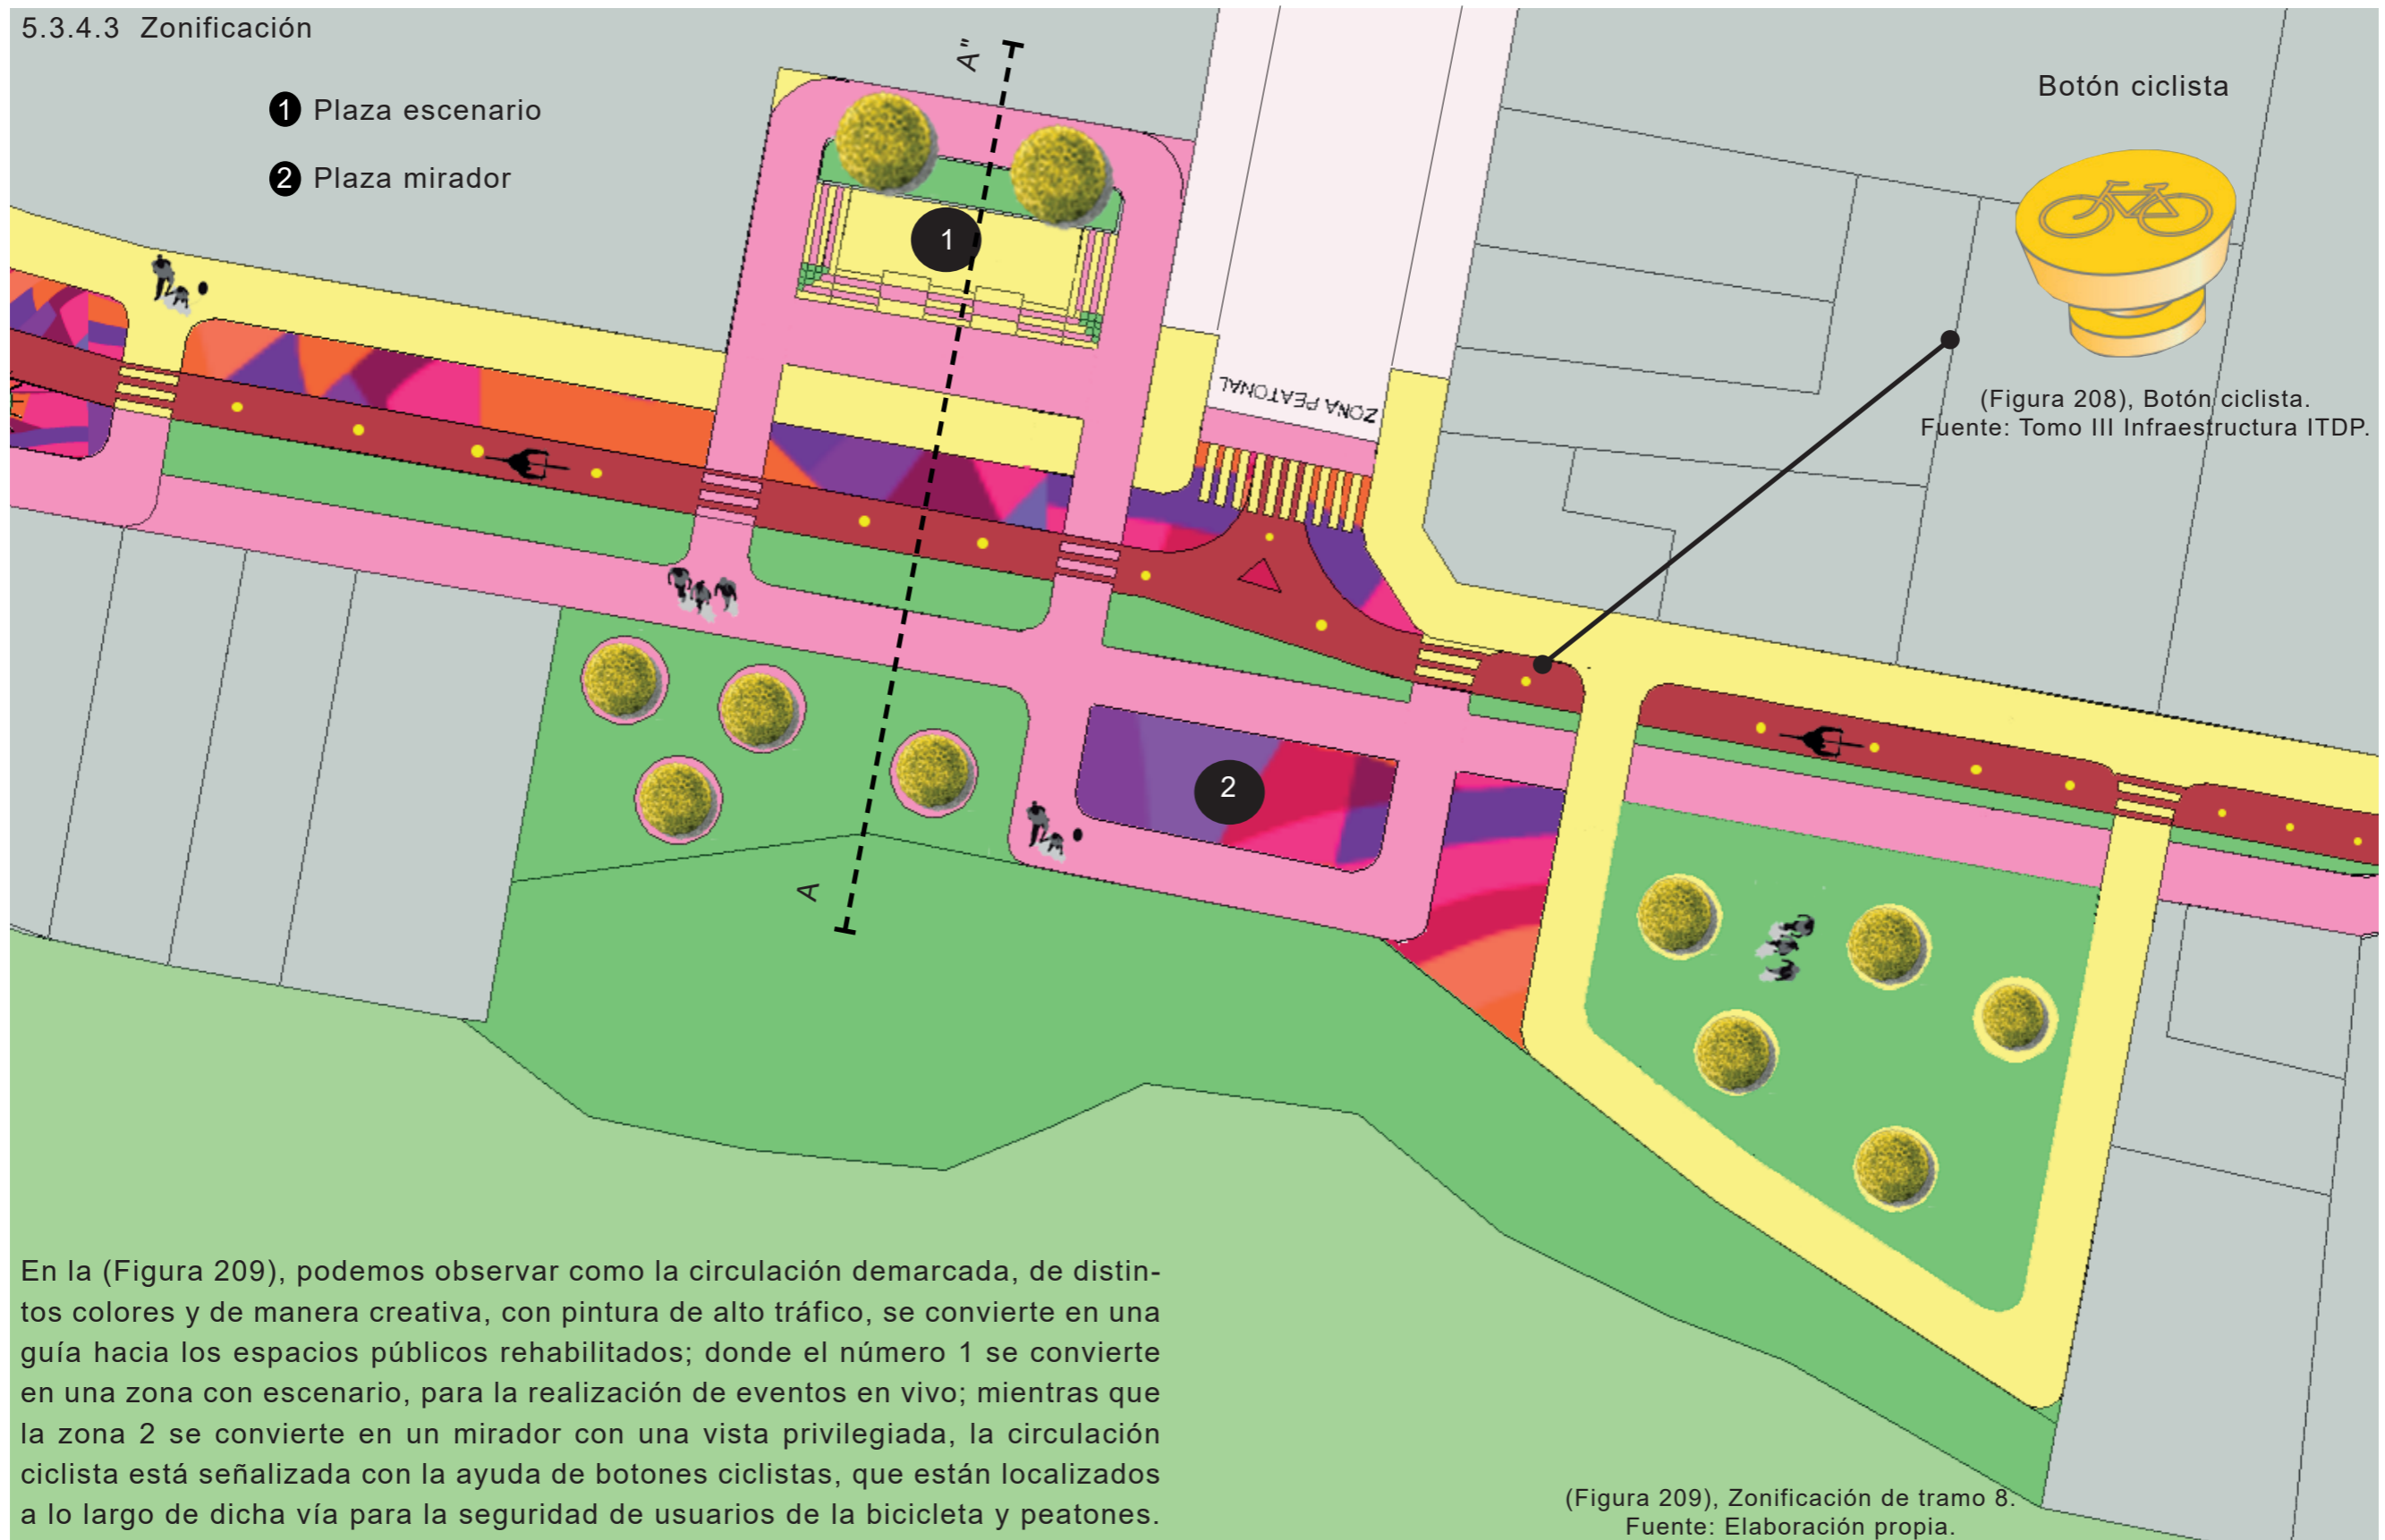 5.3.4.3 Zonificación
1 Plaza escenario
2 Plaza mirador
A"
1
ZONA PEATONAL
Botón ciclista
(Figura 208), Botón ciclista.
Fuente: Tomo III Infraestructura ITDP.
2
A
En la (Figura 209), podemos observar como la circulación demarcada, de distin-
tos colores y de manera creativa, con pintura de alto tráfico, se convierte en una
guía hacia los espacios públicos rehabilitados; donde el número 1 se convierte
en una zona con escenario, para la realización de eventos en vivo; mientras que
la zona 2 se convierte en un mirador con una vista privilegiada, la circulación
ciclista está señalizada con la ayuda de botones ciclistas, que están localizados
a lo largo de dicha vía para la seguridad de usuarios de la bicicleta y peatones.
(Figura 209), Zonificación de tramo 8.
Fuente: Elaboración propia.